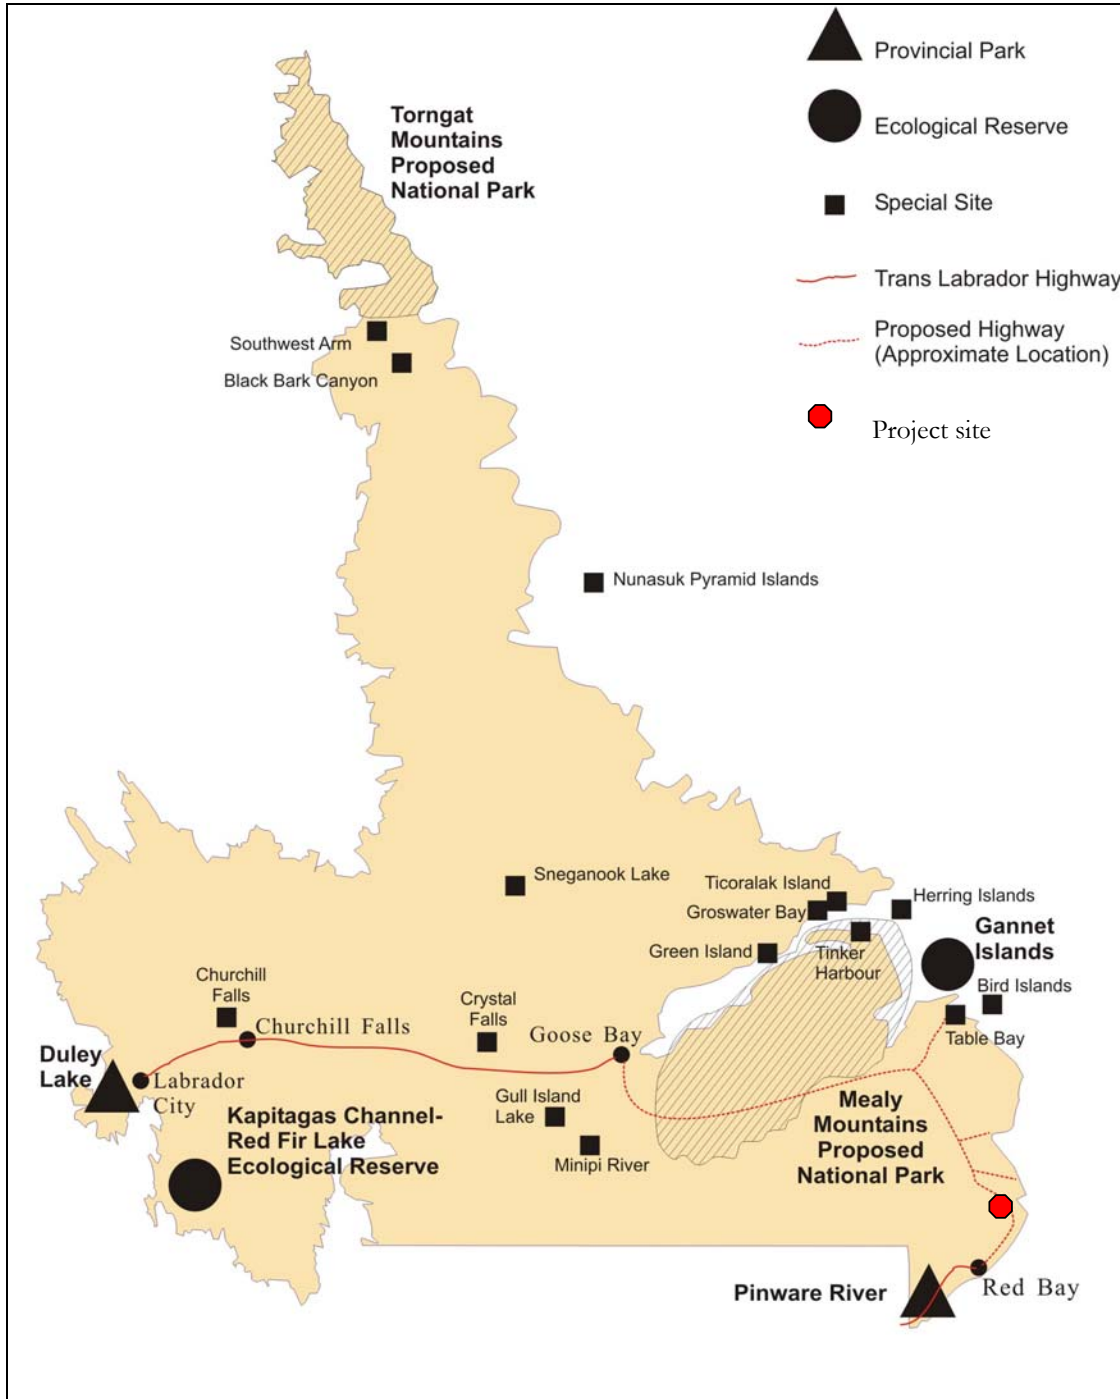 Provincial Park
Ecological Reserve
Special Site
Trans Labrador Highway
Proposed Highway
(Approximate Location)
Project site
Torngat
Mountains
Proposed
National Park
Southwest Arm
Black Bark Canyon
Nunasuk Pyramid Islands
Sneganook Lake
Ticoralak Island
Groswater Bay
Herring Islands
Green Island
Tinker
Harbour
Gannet
Islands
Bird Islands
Table Bay
Churchill
Falls
Churchill Falls
Crystal
Falls
Goose Bay
Duley
Lake
Labrador
City
Gull Island
Lake
Minipi River
Kapitagas Channel-
Red Fir Lake
Ecological Reserve
Mealy
Mountains
Proposed
National Park
Pinware River
Red Bay